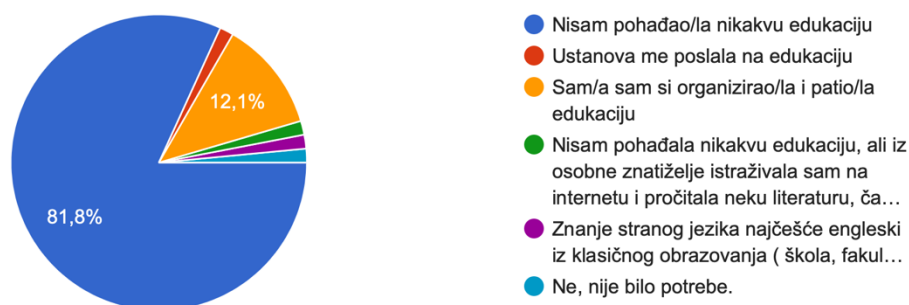 81,8%
12,1%
Nisam pohađao/la nikakvu edukaciju
Ustanova me poslala na edukaciju
Sam/a sam si organizirao/la i patio/la
edukaciju
Nisam pohađala nikakvu edukaciju, ali iz
osobne znatiželje istraživala sam na
internetu i pročitala neku literaturu, ča...
Znanje stranog jezika najčešće engleski
iz klasičnog obrazovanja ( škola, fakul...
Ne, nije bilo potrebe.